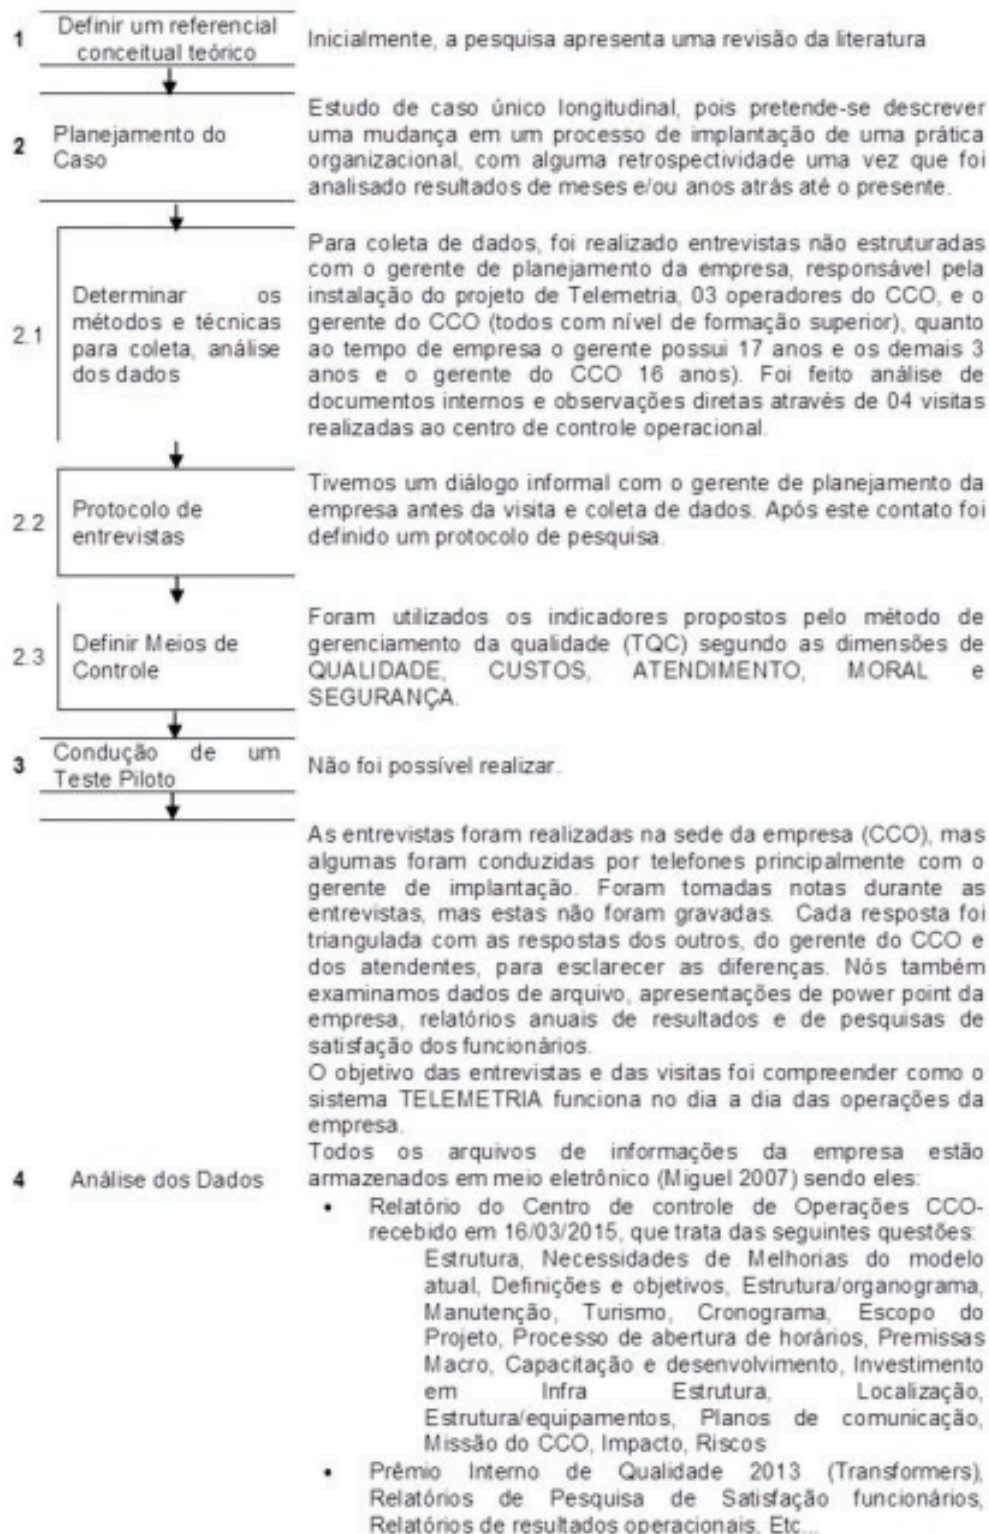 1
Definir um referencial
conceitual teórico
Inicialmente, a pesquisa apresenta uma revisão da literatura
2
Planejamento do
Caso
Estudo de caso único longitudinal, pois pretende-se descrever
uma mudança em um processo de implantação de uma prática
organizacional, com alguma retrospectividade uma vez que foi
analisado resultados de meses e/ou anos atrás até o presente.
2.1
Determinar os
métodos e técnicas
para coleta, análise
dos dados
Para coleta de dados, foi realizado entrevistas não estruturadas
com o gerente de planejamento da empresa, responsável pela
instalação do projeto de Telemetria, 03 operadores do CCO, e o
gerente do CCO (todos com nível de formação superior), quanto
ao tempo de empresa o gerente possui 17 anos e os demais 3
anos e o gerente do CCO 16 anos). Foi feito análise de
documentos internos e observações diretas através de 04 visitas
realizadas ao centro de controle operacional.
2.2
Protocolo de
entrevistas
Tivemos um diálogo informal com o gerente de planejamento da
empresa antes da visita e coleta de dados. Após este contato foi
definido um protocolo de pesquisa.
2.3
Definir Meios de
Controle
Foram utilizados os indicadores propostos pelo método de
gerenciamento da qualidade (TQC) segundo as dimensões de
QUALIDADE, CUSTOS, ATENDIMENTO, MORAL e
SEGURANÇA.
3
Condução de um
Teste Piloto
Não foi possível realizar.
4
Análise dos Dados
As entrevistas foram realizadas na sede da empresa (CCO), mas
algumas foram conduzidas por telefones principalmente com o
gerente de implantação. Foram tomadas notas durante as
entrevistas, mas estas não foram gravadas. Cada resposta foi
triangulada com as respostas dos outros, do gerente do CCO e
dos atendentes, para esclarecer as diferenças. Nós também
examinamos dados de arquivo, apresentações de power point da
empresa, relatórios anuais de resultados e de pesquisas de
satisfação dos funcionários.
O objetivo das entrevistas e das visitas foi compreender como o
sistema TELEMETRIA funciona no dia a dia das operações da
empresa.
Todos os arquivos de informações da empresa estão
armazenados em meio eletrônico (Miguel 2007) sendo eles:
• Relatório do Centro de controle de Operações CCO-
recebido em 16/03/2015, que trata das seguintes questões:
Estrutura, Necessidades de Melhorias do modelo
atual, Definições e objetivos, Estrutura/organograma,
Manutenção, Turismo, Cronograma, Escopo do
Projeto, Processo de abertura de horários, Premissas
Macro, Capacitação e desenvolvimento, Investimento
em Infra Estrutura, Localização,
Estrutura/equipamentos, Planos de comunicação,
Missão do CCO, Impacto, Riscos
• Prêmio Interno de Qualidade 2013 (Transformers),
Relatórios de Pesquisa de Satisfação funcionários,
Relatórios de resultados operacionais, Etc...